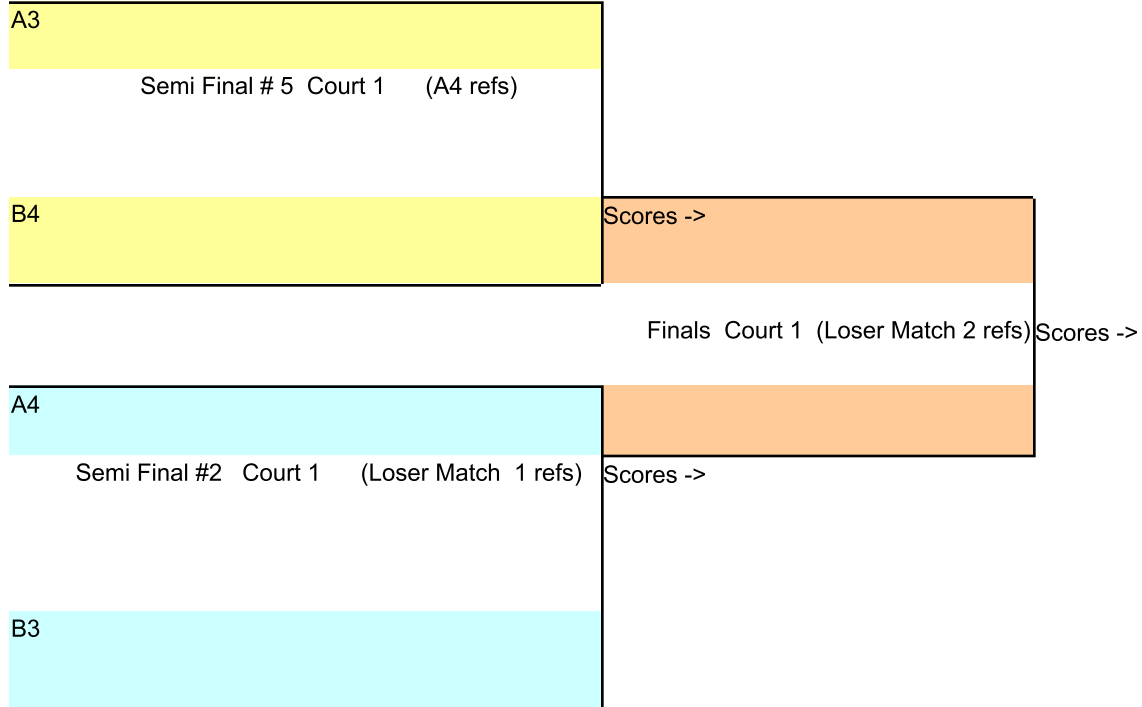 A3
Semi Final # 5  Court 1      (A4 refs)
B4
Scores ->
Finals  Court 1  (Loser Match 2 refs)
Scores ->
A4
Semi Final #2   Court 1      (Loser Match  1 refs)
Scores ->
B3